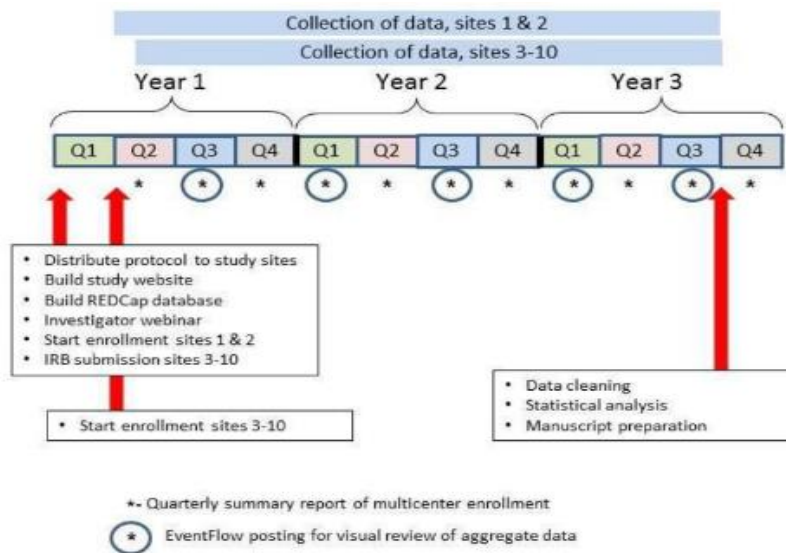 Collection of data, sites 1 & 2
Collection of data, sites 3-10
Year 1 Year 2 Year 3
Q1 Q2 Q3 Q4 Q1 Q2 Q3 Q4 Q1 Q2 Q3 Q4
* * * * * * * * * * *
• Distribute protocol to study sites
• Build study website
• Build REDCap database
• Investigator webinar
• Start enrollment sites 1 & 2
• IRB submission sites 3-10
• Start enrollment sites 3-10
• Data cleaning
• Statistical analysis
• Manuscript preparation
*- Quarterly summary report of multicenter enrollment
* EventFlow posting for visual review of aggregate data